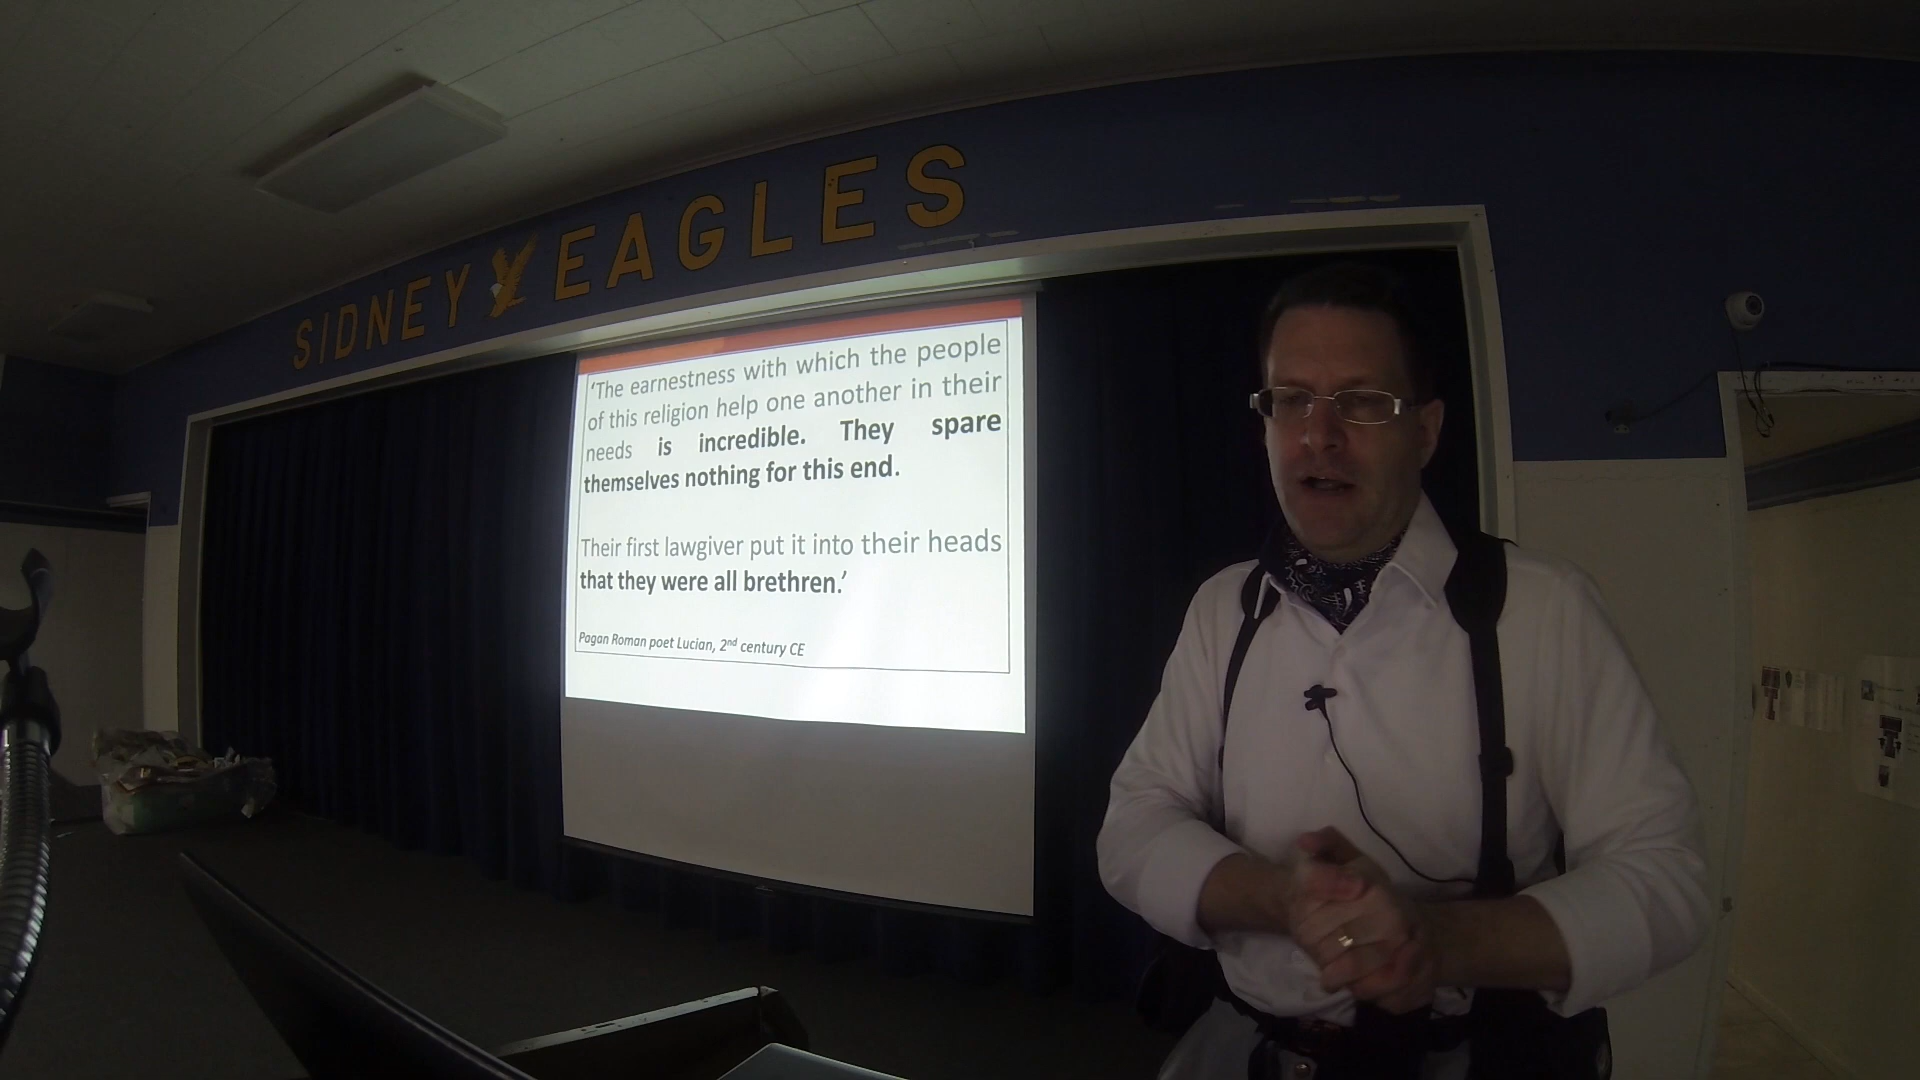 SIDNEY EAGLES
‘The earnestness with which the people
of this religion help one another in their
needs is incredible. They spare
themselves nothing for this end.
Their first lawgiver put it into their heads
that they were all brethren.’
Pagan Roman poet Lucian, 2nd century CE